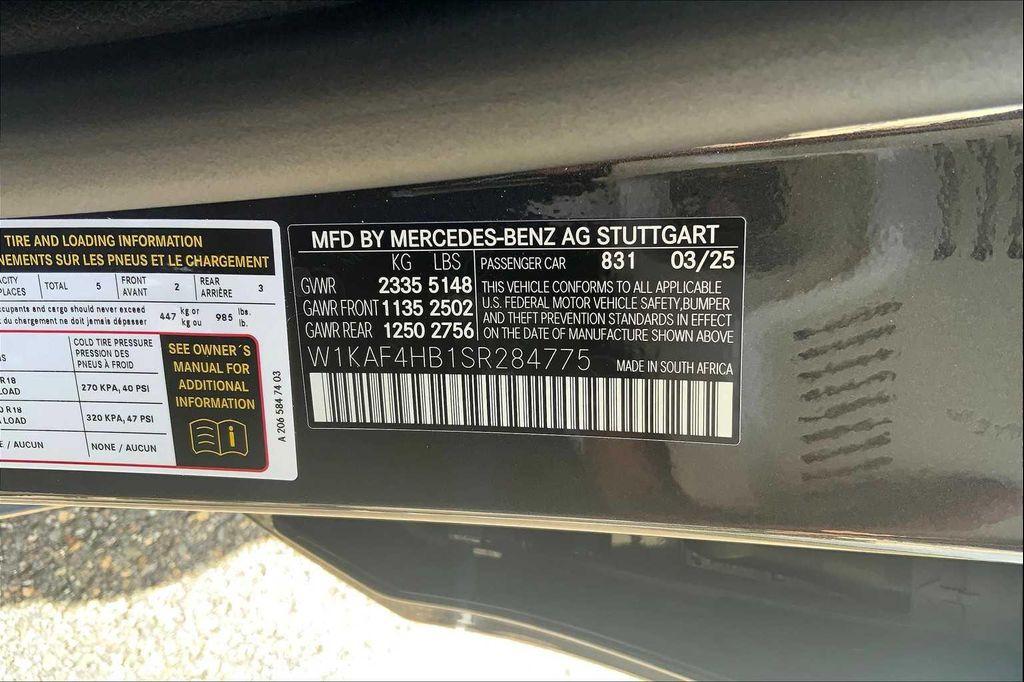 TIRE AND LOADING INFORMATION
NEMENTS SUR LES PNEUS ET LE CHARGEMENT
ACITY TOTAL 5 FRONT 2 REAR 3
PLACES AVANT ARRIÈRE
ccupants and cargo should never exceed 447 kg or 985 lbs.
t du chargement ne doit jamais dépasser kg ou lb.
COLD TIRE PRESSURE
PRESSION DES
PNEUS À FROID
R18
LOAD
270 KPA, 40 PSI
R18
LOAD
320 KPA, 47 PSI
E / AUCUN
NONE / AUCUN
SEE OWNER´S
MANUAL FOR
ADDITIONAL
INFORMATION
i
A 206 584 74 03
MFD BY MERCEDES-BENZ AG STUTTGART
KG LBS
GVWR 2335 5148
GAWR FRONT 1135 2502
GAWR REAR 1250 2756
PASSENGER CAR 831 03/25
THIS VEHICLE CONFORMS TO ALL APPLICABLE
U.S. FEDERAL MOTOR VEHICLE SAFETY,BUMPER
AND THEFT PREVENTION STANDARDS IN EFFECT
ON THE DATE OF MANUFACTURE SHOWN ABOVE
W1KAF4HB1SR284775
MADE IN SOUTH AFRICA